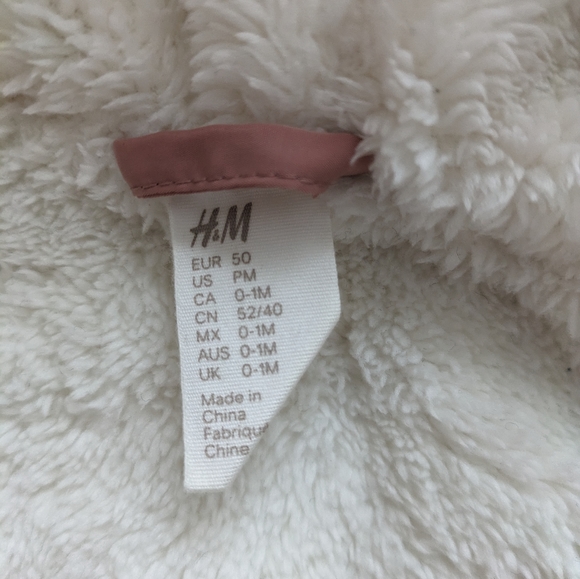 H&M
EUR 50
US PM
CA 0-1M
CN 52/40
MX 0-1M
AUS 0-1M
UK 0-1M
Made in
China
Chine